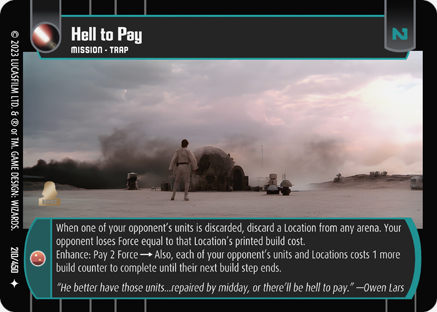 Hell to Pay
MISSION • TRAP
N
© 2023 LUCASFILM LTD. & ® or TM. GAME DESIGN: WIZARDS.
210/450
When one of your opponent's units is discarded, discard a Location from any arena. Your
opponent loses Force equal to that Location's printed build cost.
Enhance: Pay 2 Force → Also, each of your opponent's units and Locations costs 1 more
build counter to complete until their next build step ends.
"He better have those units...repaired by midday, or there'll be hell to pay." —Owen Lars